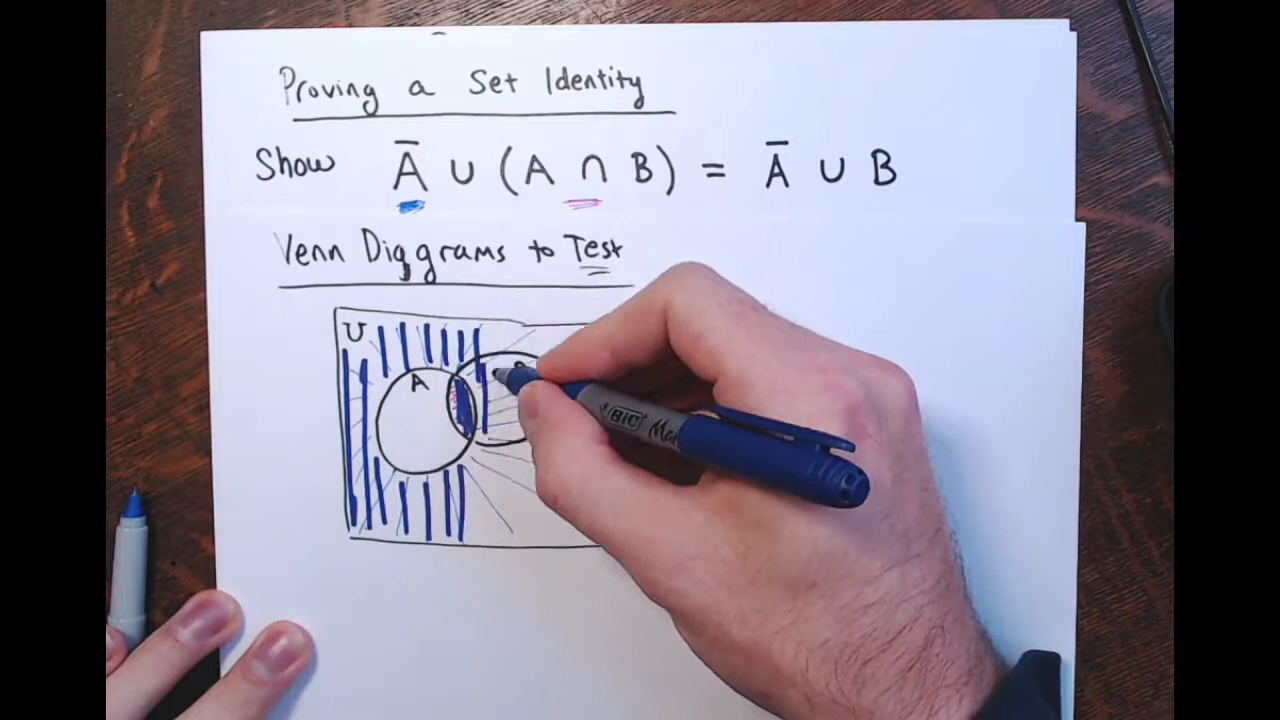 Proving a Set Identity
Show A̅ ∪ (A ∩ B) = A̅ ∪ B
Venn Diagrams to Test
U
A
BIC Mar